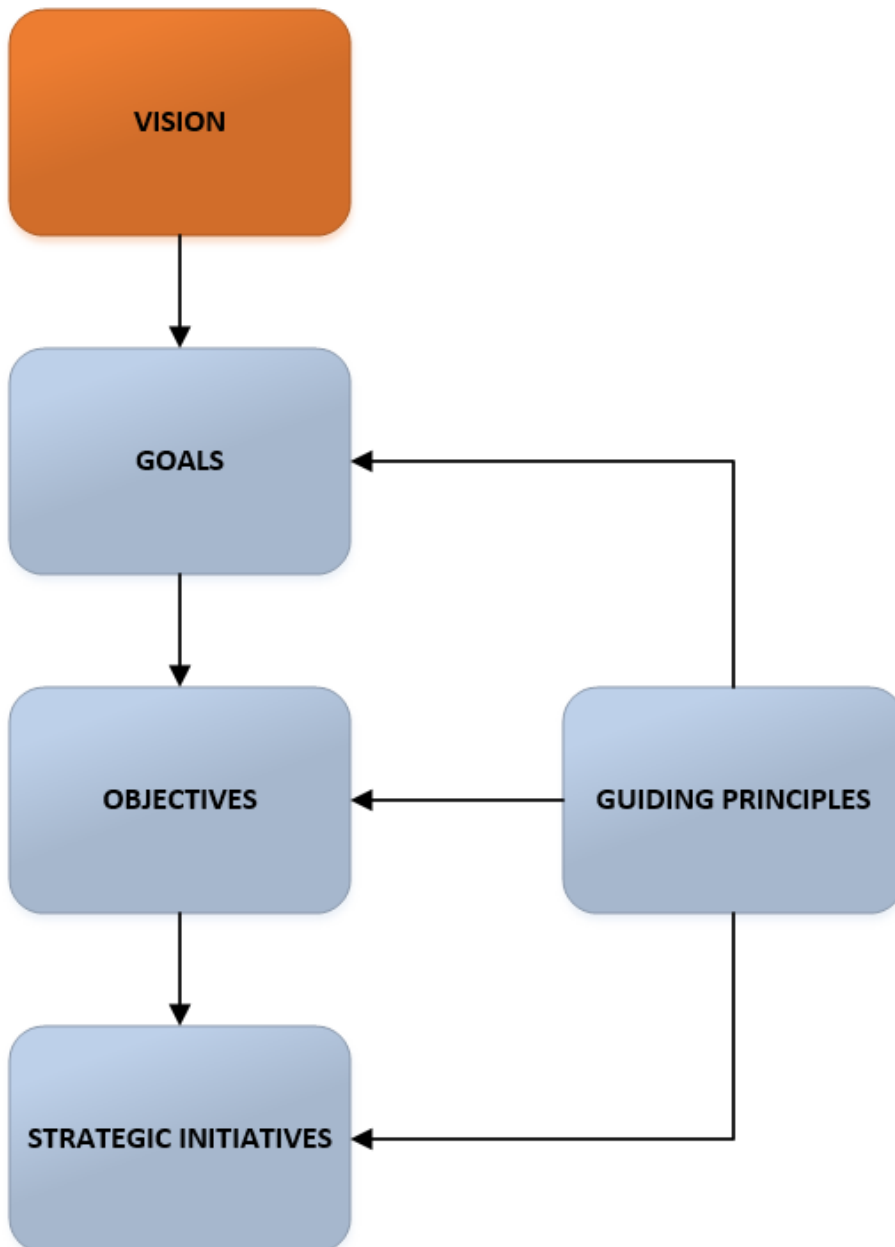 VISION
GOALS
OBJECTIVES
GUIDING PRINCIPLES
STRATEGIC INITIATIVES